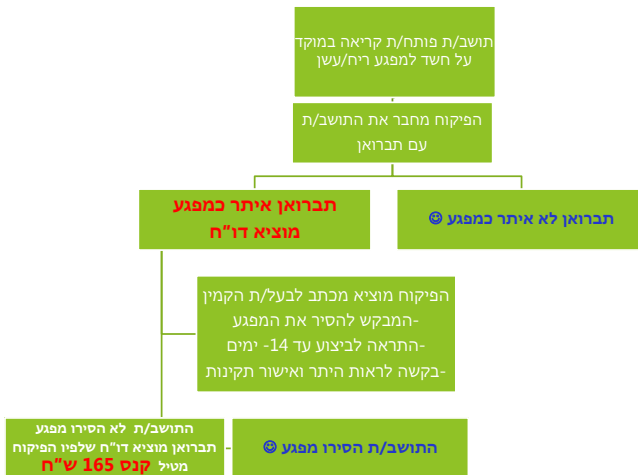 תושב/ת פותח/ת קריאה במוקד
על חשד למפגע ריח/עשן
הפיקוח מחבר את התושב/ת
עם תברואן
תברואן איתר כמפגע
מוציא דו"ח
תברואן לא איתר כמפגע ☺
הפיקוח מוציא מכתב לבעל/ת הקמין
-המבקש להסיר את המפגע
-התראה לביצוע עד 14- ימים
-בקשה לראות היתר ואישור תקינות
התושב/ת לא הסירו מפגע
תברואן מוציא דו"ח שלפיו הפיקוח
מטיל קנס 165 ש"ח
התושב/ת הסירו מפגע ☺